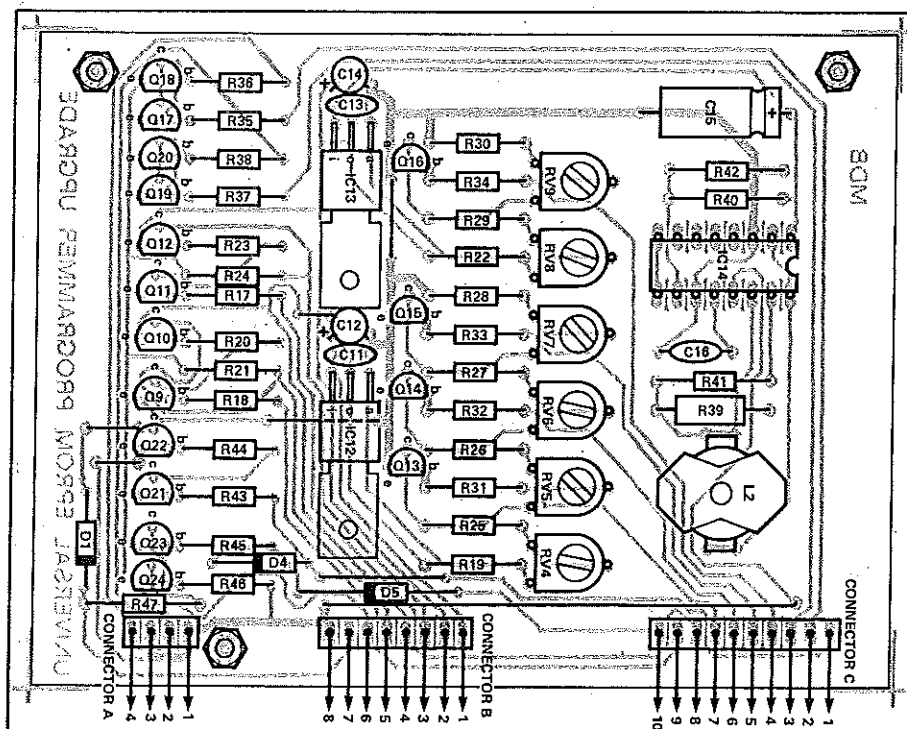 Q18 b R36
Q17 b R35
Q20 b R38
Q19 b R37
Q12 b R23
R24
Q11 b R17
Q10 b R20
R21
Q9 b R18
Q22 b R44
Q21 b R43
Q23 b R45
Q24 b R46
R47
D1
D4
D5
C14
C13
IC13
C12
C11
IC12
Q16 b c
R30
R34
R29
R22
Q15 b c
R28
R33
Q14 b c
R27
R32
Q13 b c
R26
R31
R25
R19
RV9
RV8
RV7
RV6
RV5
RV4
C15
R42
R40
IC14
C16
R41
R39
L2
MD8
UNIVERSAL EPROM PROGRAMMER UPGRADE
CONNECTOR A
4 3 2 1
CONNECTOR B
8 7 6 5 4 3 2 1
CONNECTOR C
10 9 8 7 6 5 4 3 2 1